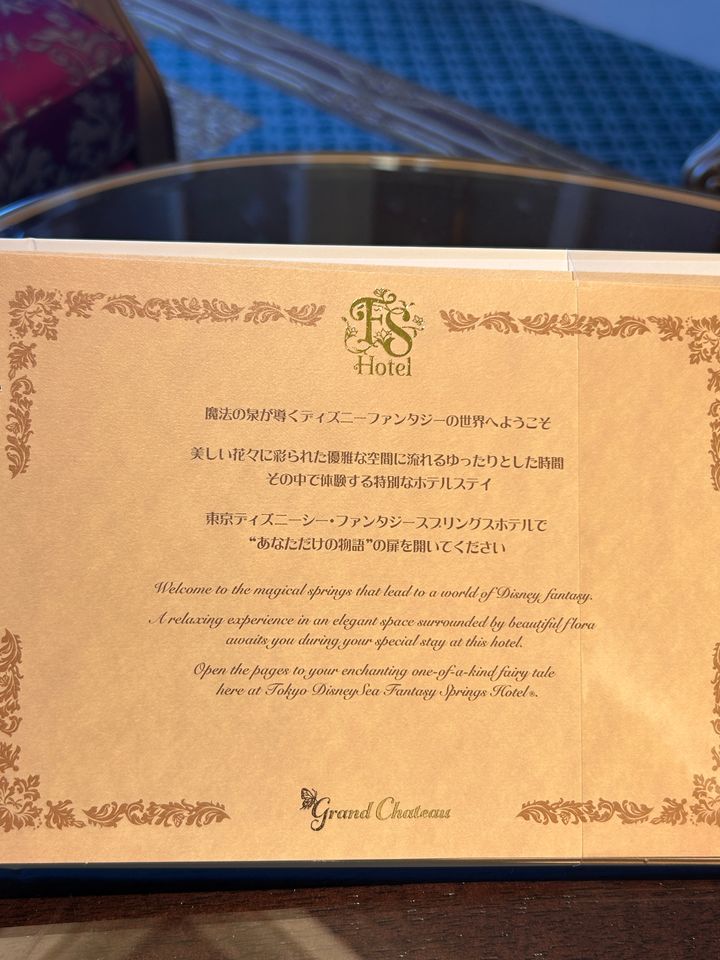 FS
Hotel
魔法の泉が導くディズニーファンタジーの世界へようこそ
美しい花々に彩られた優雅な空間に流れるゆったりとした時間
その中で体験する特別なホテルステイ
東京ディズニーシー・ファンタジースプリングスホテルで
“あなただけの物語”の扉を開いてください
Welcome to the magical springs that lead to a world of Disney fantasy.
A relaxing experience in an elegant space surrounded by beautiful flora
awaits you during your special stay at this hotel.
Open the pages to your enchanting one-of-a-kind fairy tale
here at Tokyo DisneySea Fantasy Springs Hotel®.
Grand Chateau